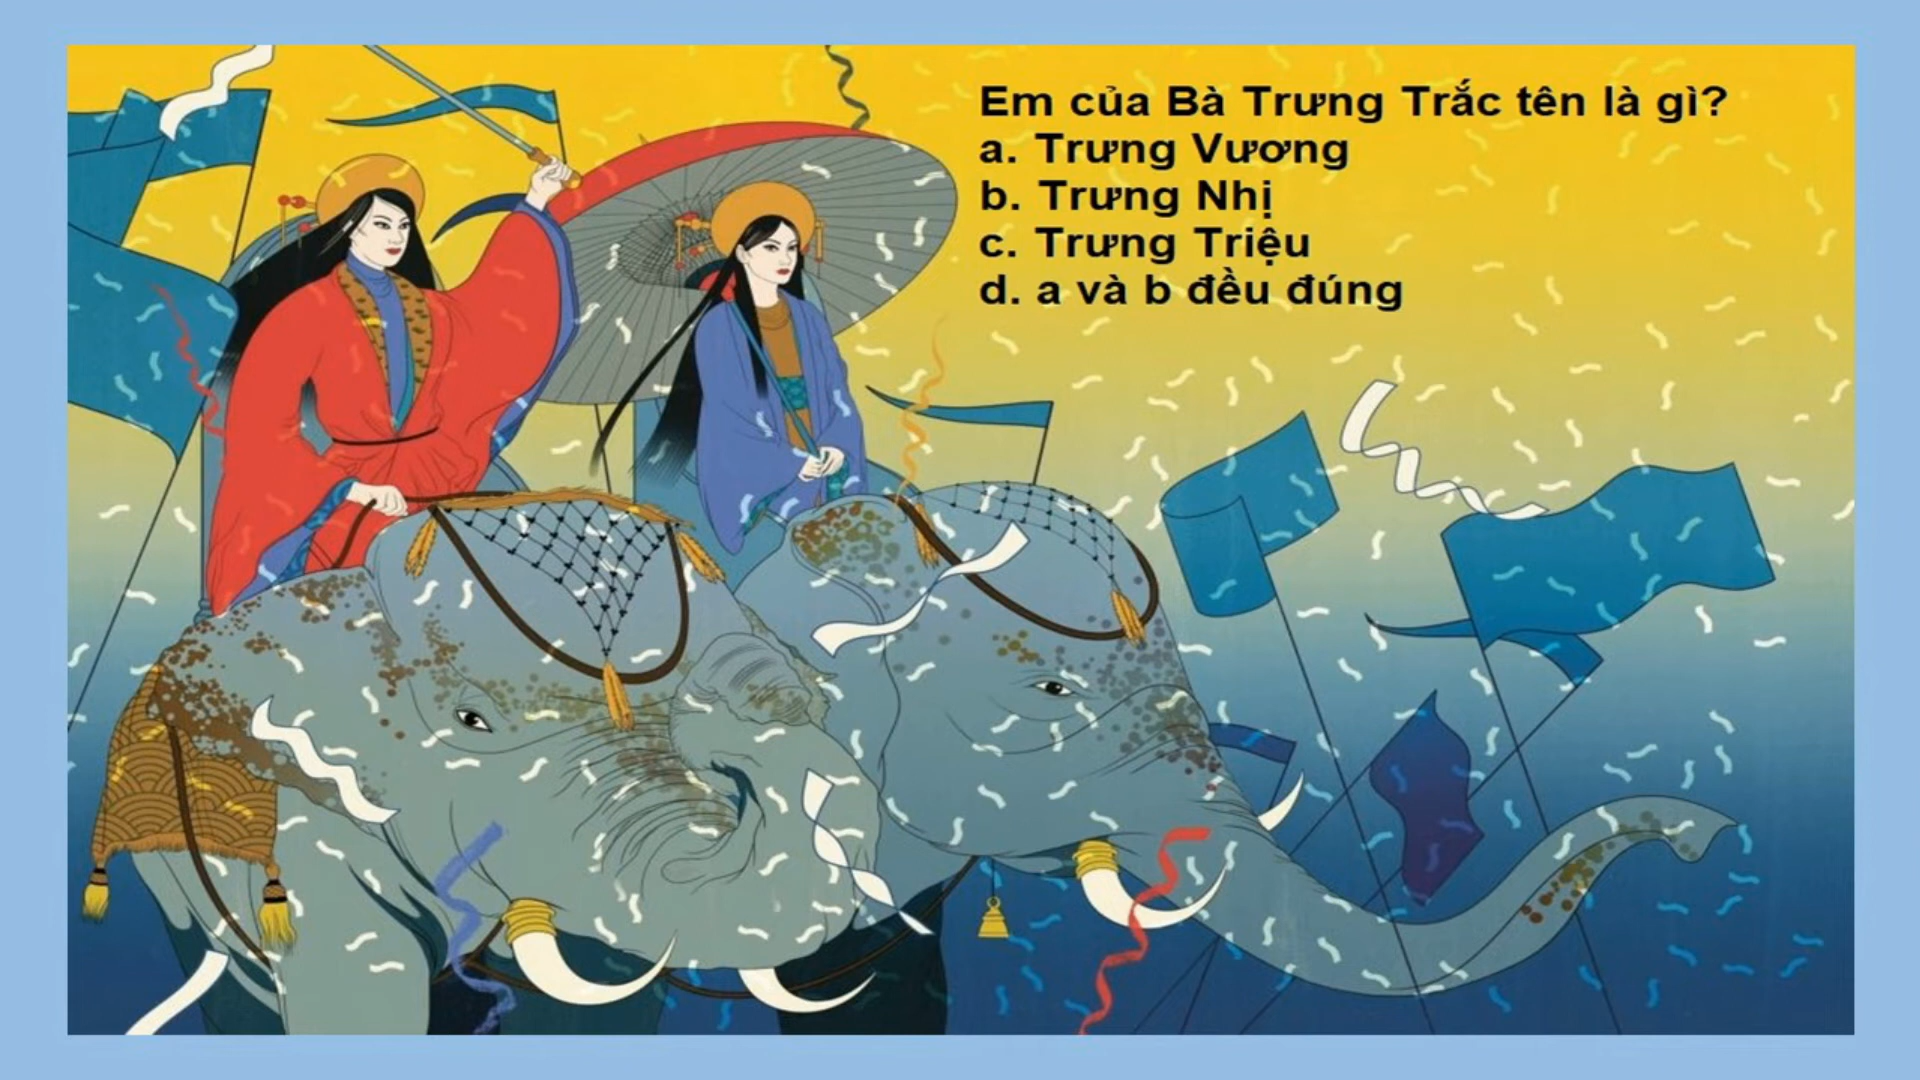 Em của Bà Trưng Trắc tên là gì?
a. Trưng Vương
b. Trưng Nhị
c. Trưng Triệu
d. a và b đều đúng